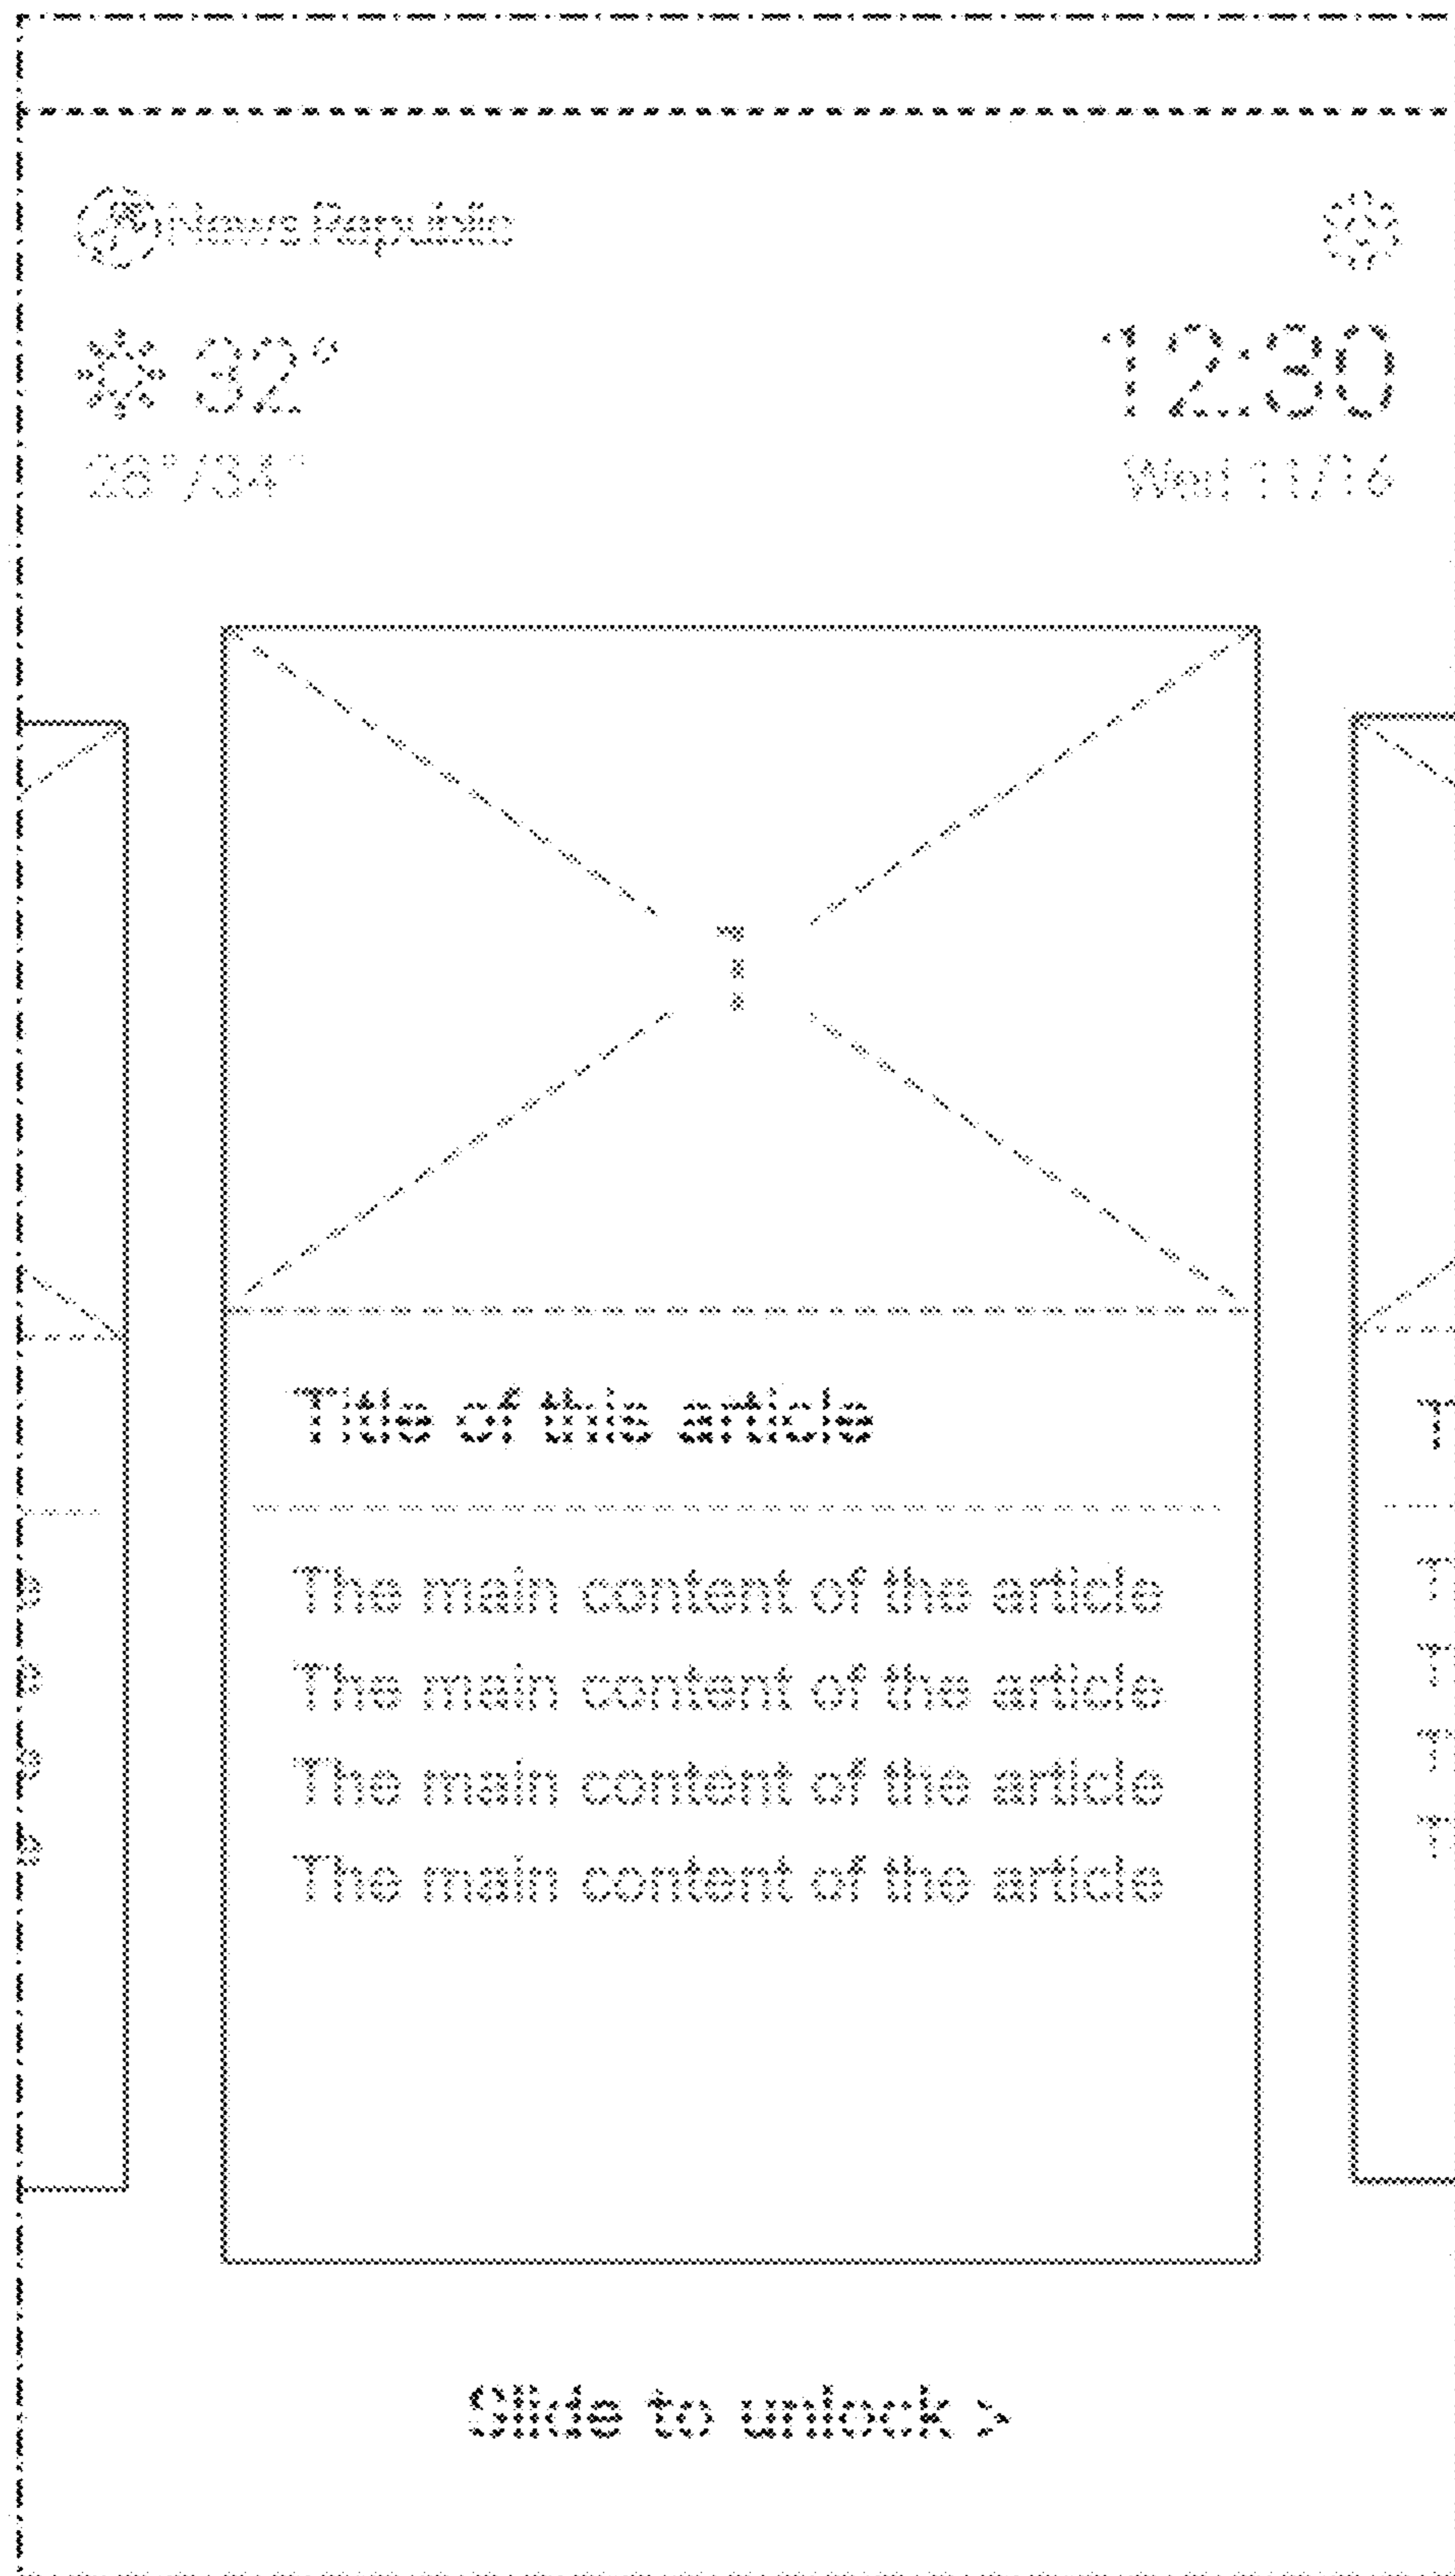 News Republic
32° 12:30
28°/34° Wed 11/16
1
Title of this article
T
The main content of the article
The main content of the article
The main content of the article
The main content of the article
e
e
e
e
T
T
T
T
Slide to unlock >